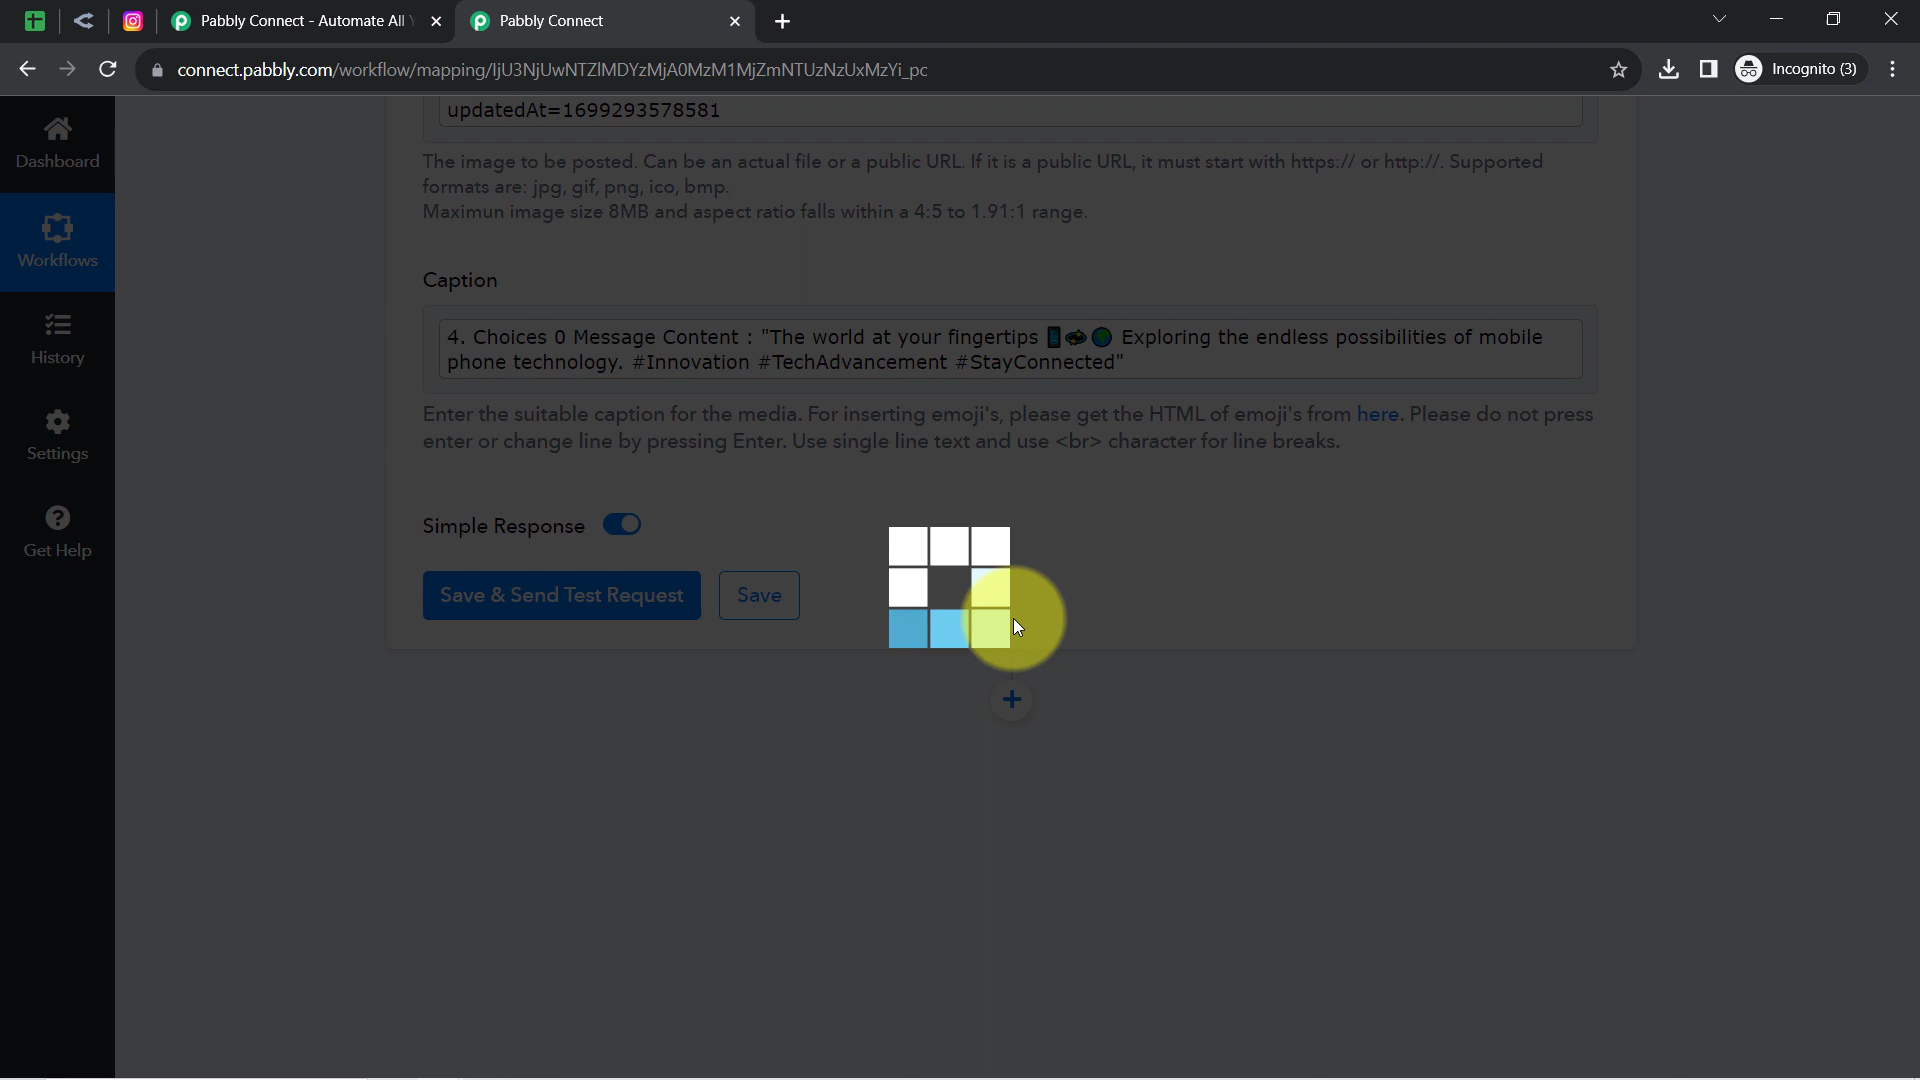 Pabbly Connect - Automate All
Pabbly Connect
connect.pabbly.com/workflow/mapping/IjU3NjUwNTZlMDYzMjA0MzM1MjZmNTUzNzUxMzYi_pc
Incognito (3)
Dashboard
Workflows
History
Settings
Get Help
updatedAt=1699293578581
The image to be posted. Can be an actual file or a public URL. If it is a public URL, it must start with https:// or http://. Supported
formats are: jpg, gif, png, ico, bmp.
Maximun image size 8MB and aspect ratio falls within a 4:5 to 1.91:1 range.
Caption
4. Choices 0 Message Content : "The world at your fingertips 📱🛸🌍 Exploring the endless possibilities of mobile
phone technology. #Innovation #TechAdvancement #StayConnected"
Enter the suitable caption for the media. For inserting emoji's, please get the HTML of emoji's from here. Please do not press
enter or change line by pressing Enter. Use single line text and use <br> character for line breaks.
Simple Response
Save & Send Test Request
Save